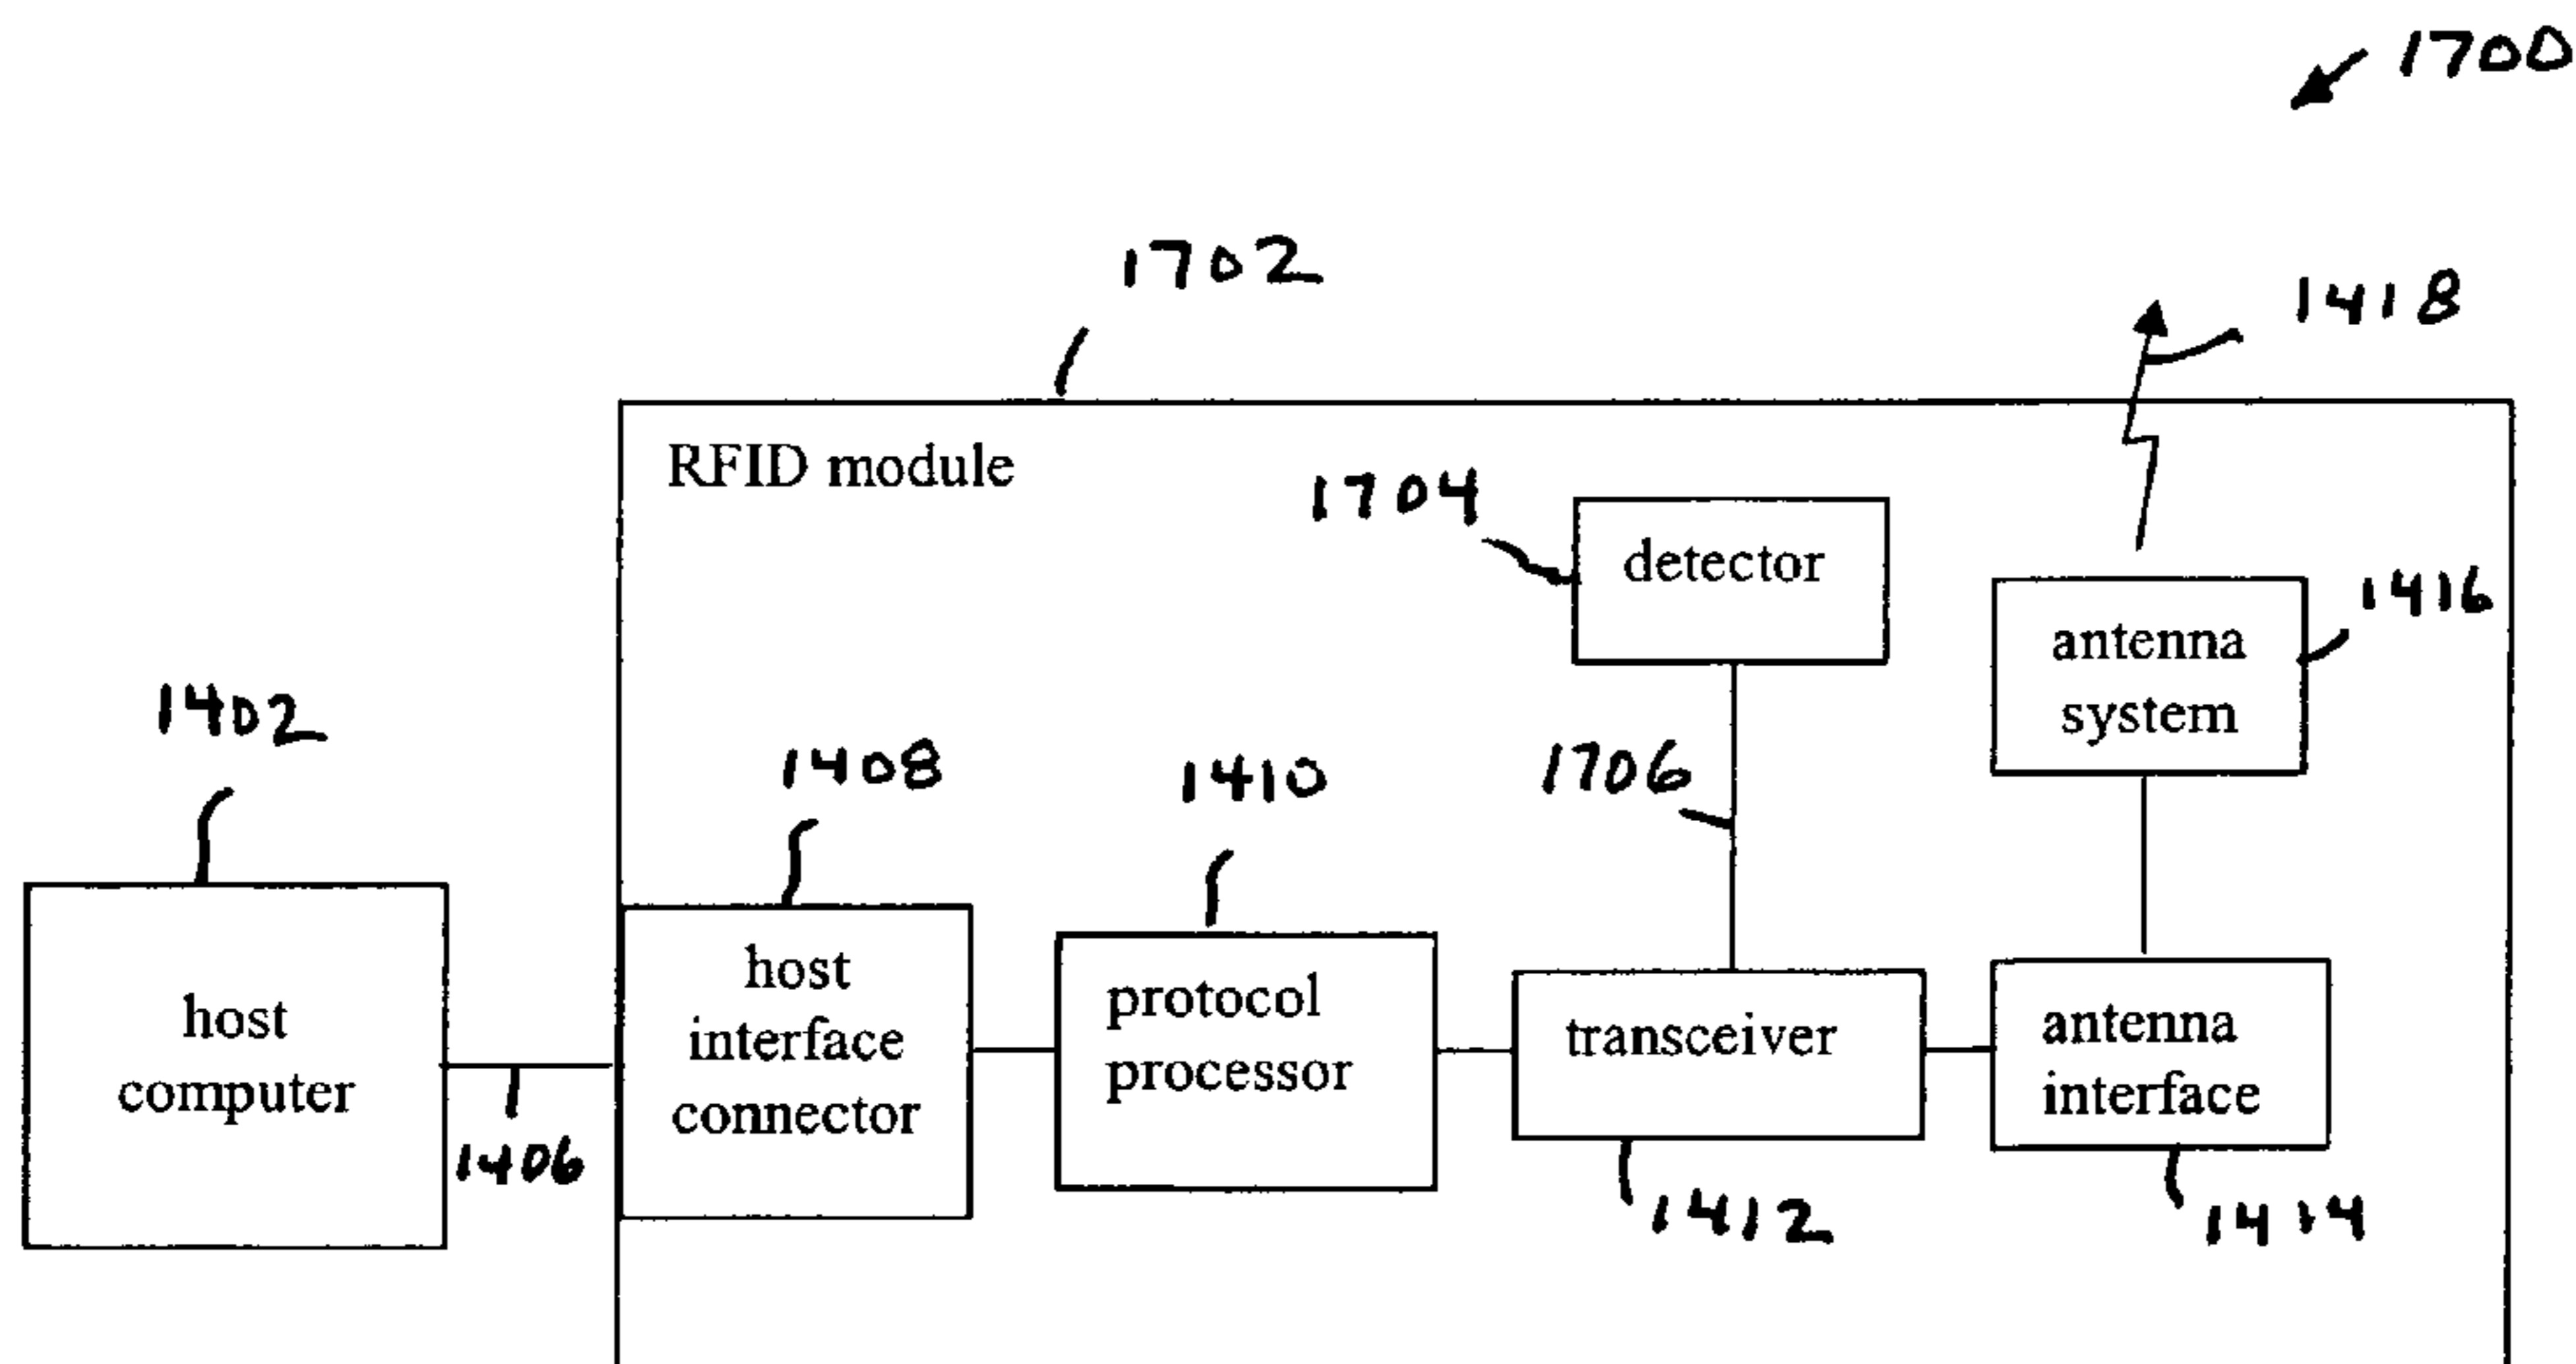 1700
1702
1418
RFID module
1704
detector
1416
antenna
system
1402
1408
1410
1706
host
computer
host
interface
connector
protocol
processor
transceiver
antenna
interface
1406
1412
1414